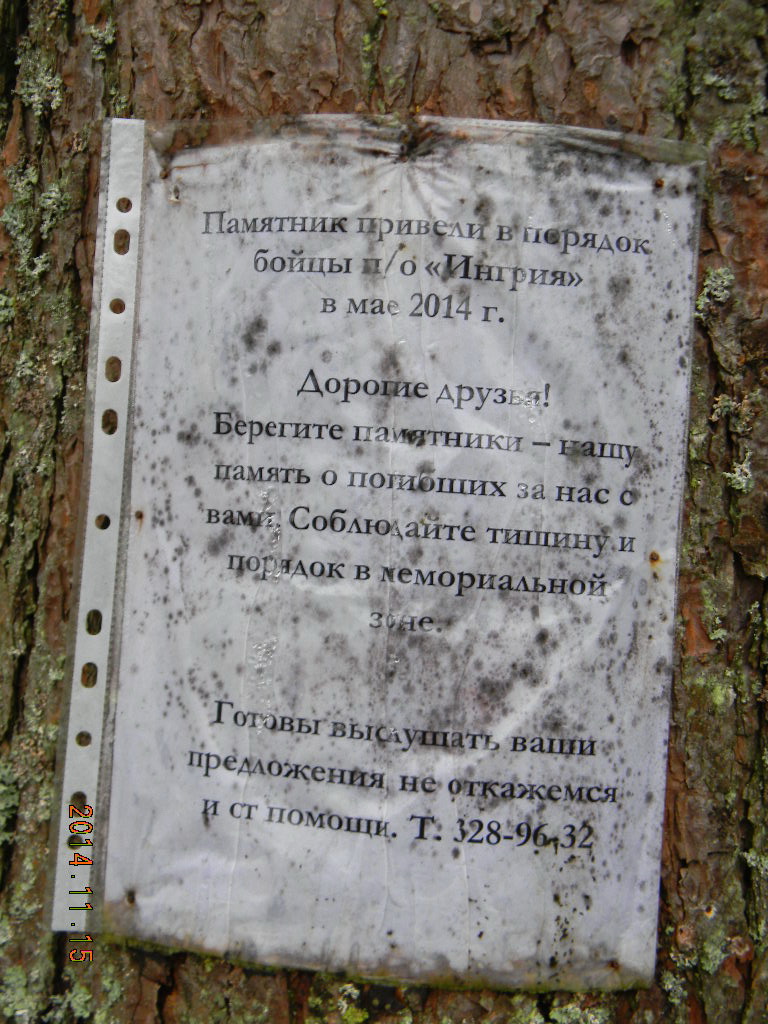 Памятник привели в порядок
бойцы п/о «Ингрия»
в мае 2014 г.
Дорогие друзья!
Берегите памятники – нашу
память о погибших за нас с
вами. Соблюдайте тишину и
порядок в мемориальной
зоне.
Готовы выслушать ваши
предложения, не откажемся
и от помощи. Т. 328-96-32
2014.11.15